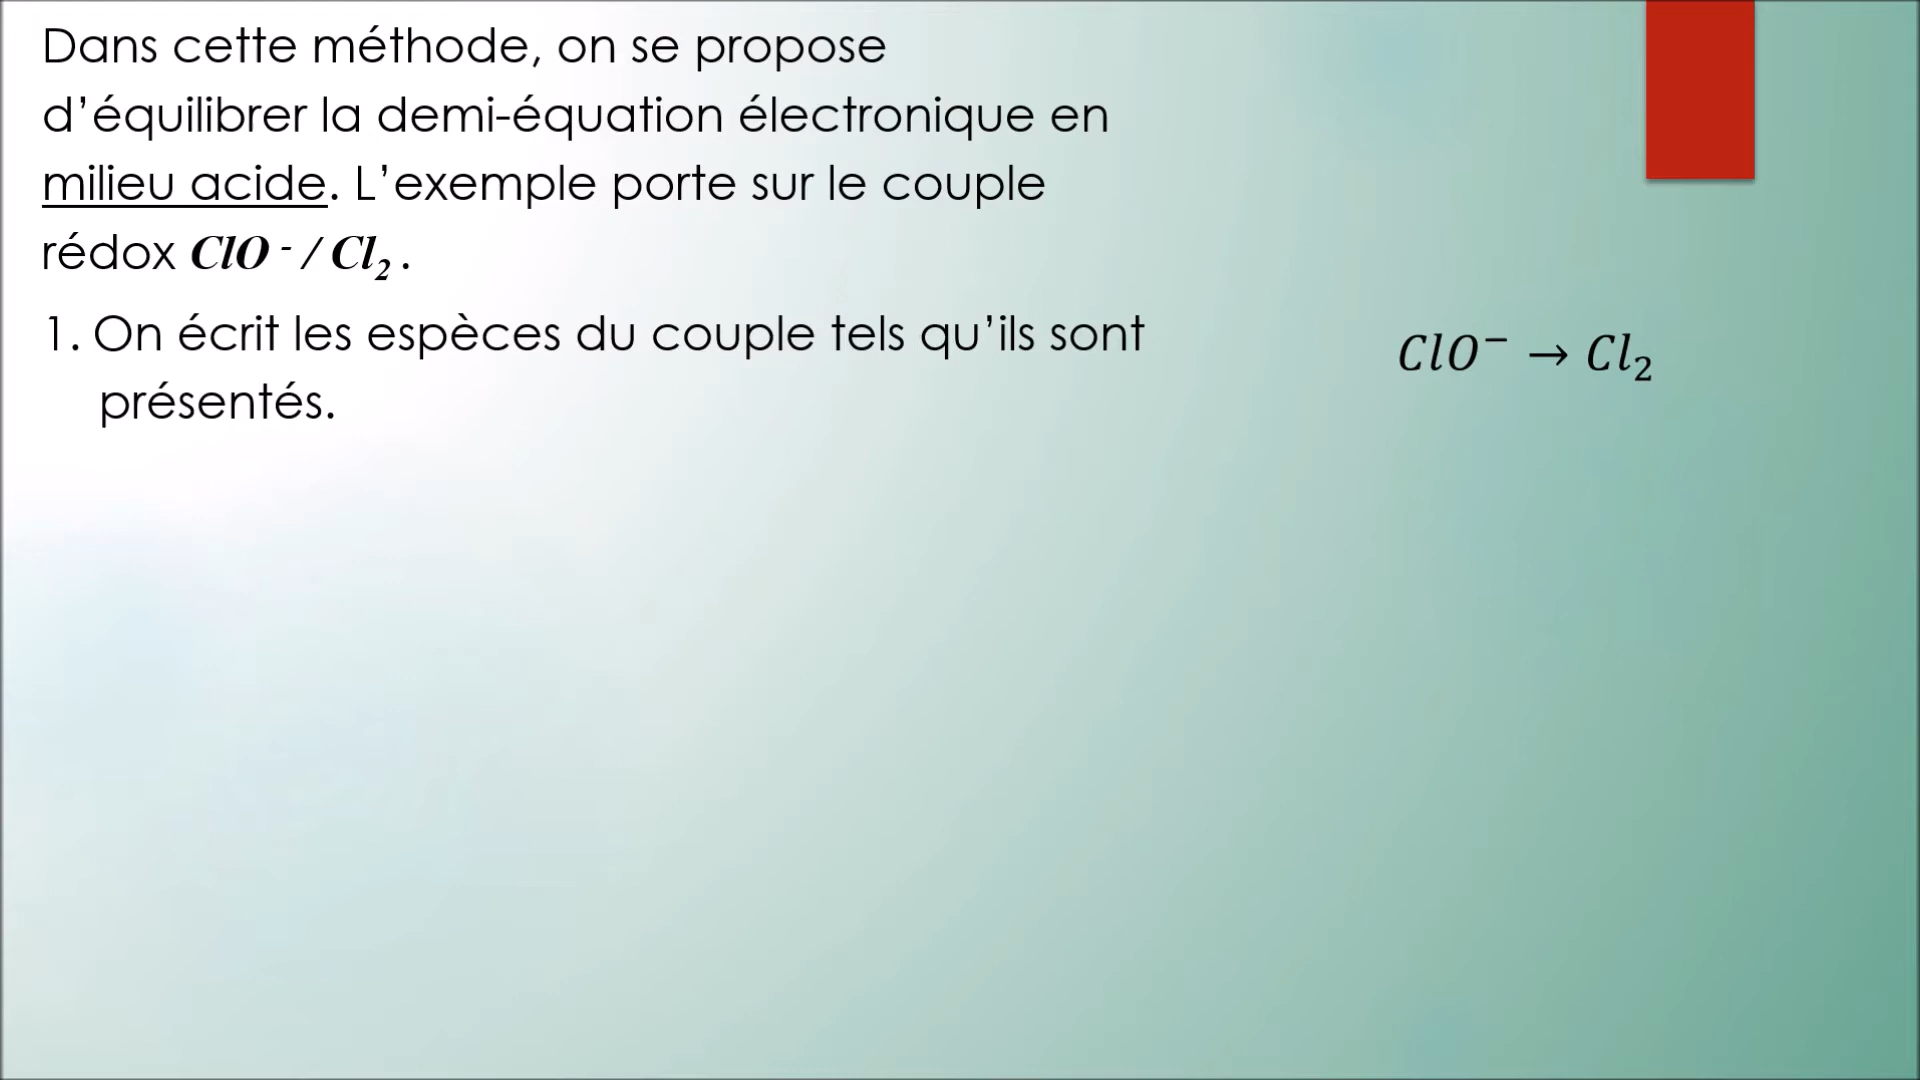 Dans cette méthode, on se propose
d’équilibrer la demi-équation électronique en
milieu acide. L’exemple porte sur le couple
rédox ClO - / Cl₂ .
1. On écrit les espèces du couple tels qu’ils sont
présentés.
ClO⁻ → Cl₂